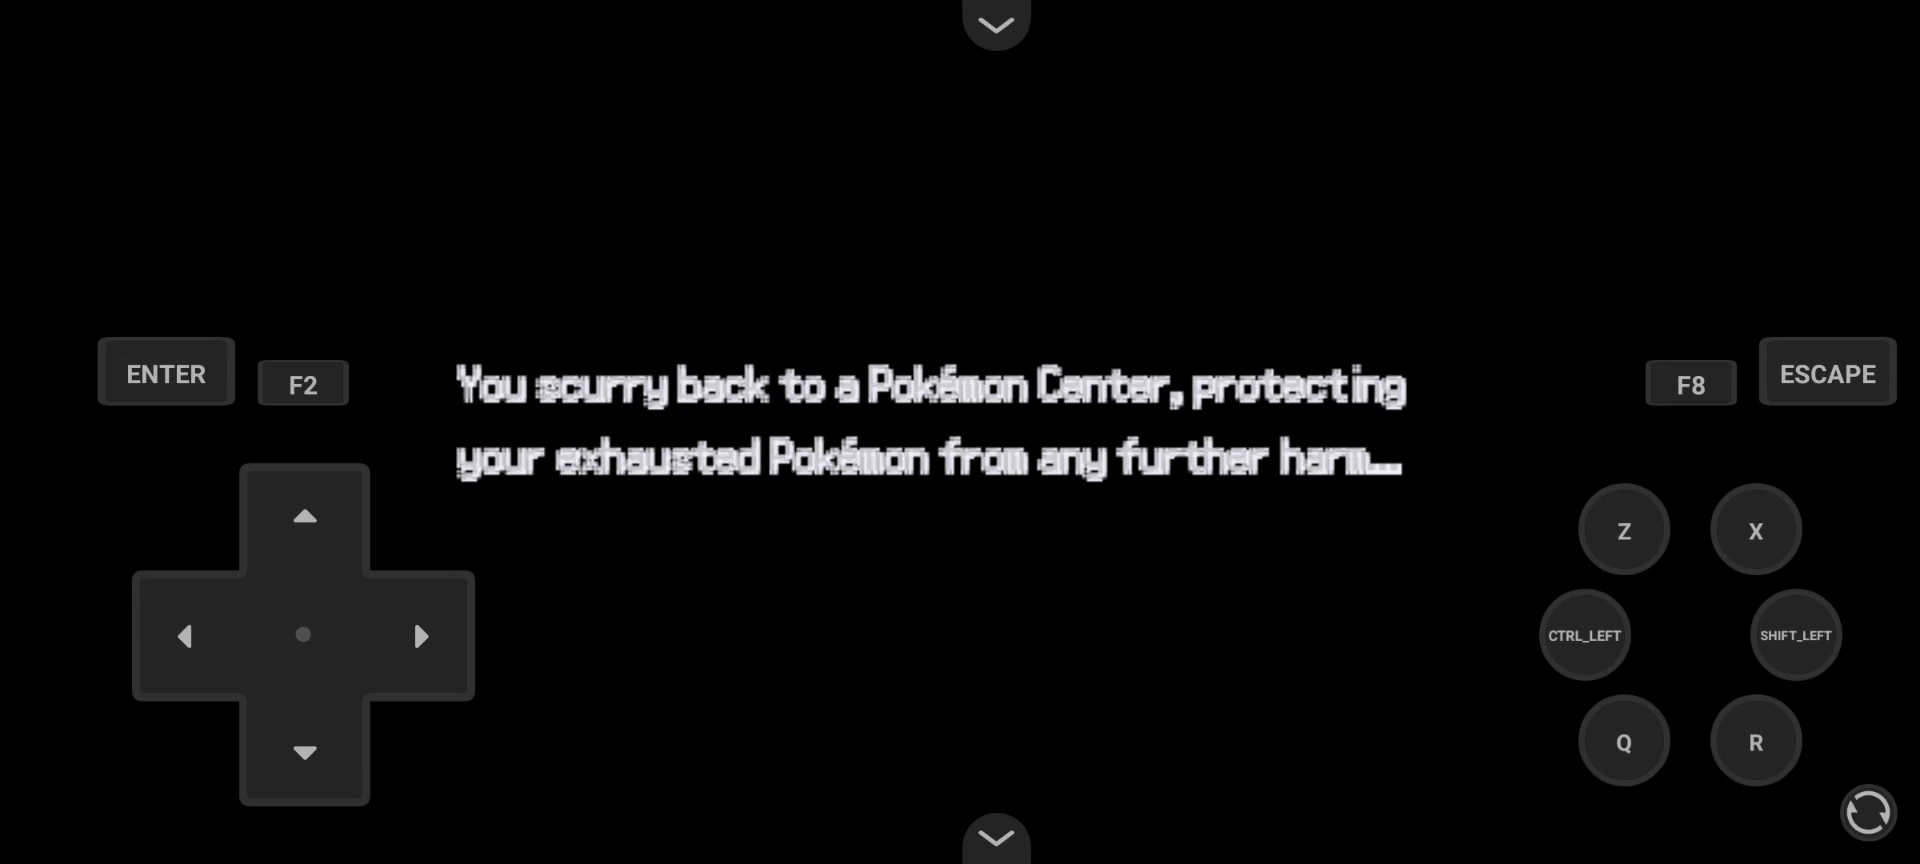 ENTER
F2
You scurry back to a Pokémon Center, protecting
your exhausted Pokémon from any further harm...
F8
ESCAPE
Z
X
CTRL_LEFT
SHIFT_LEFT
Q
R